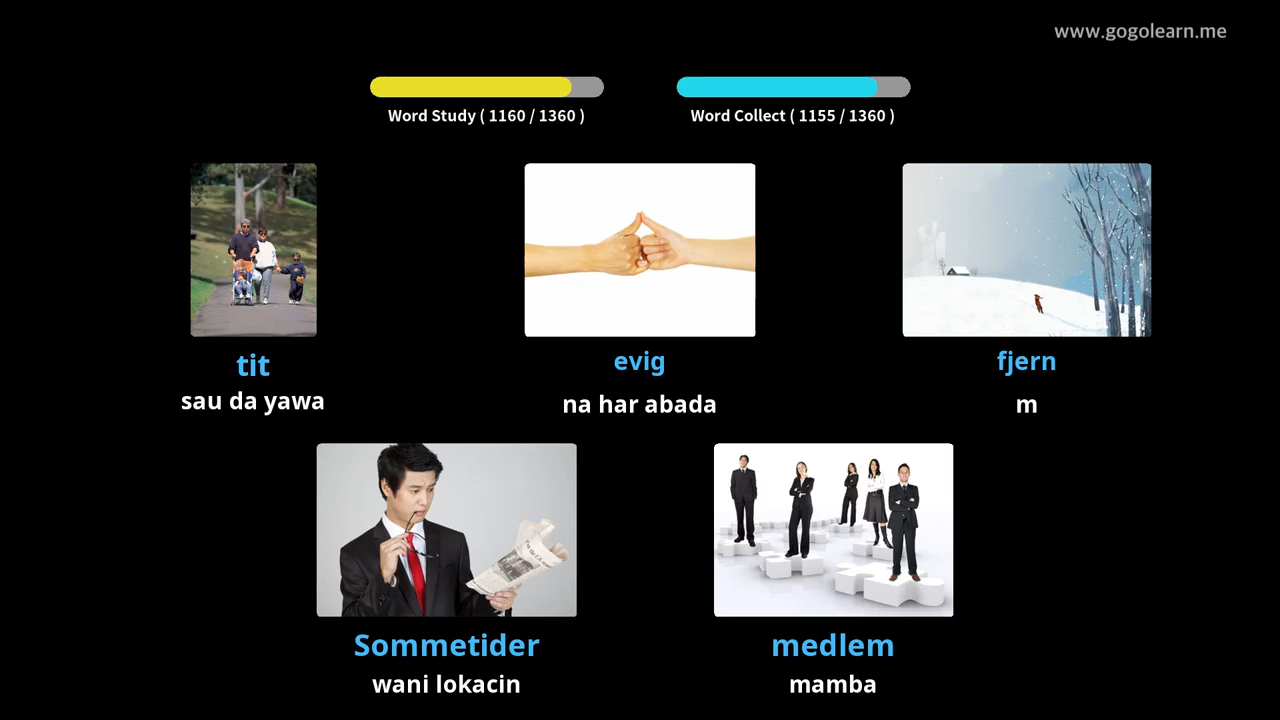 www.gogolearn.me
Word Study ( 1160 / 1360 )
Word Collect ( 1155 / 1360 )
tit
sau da yawa
evig
na har abada
fjern
m
Sommetider
wani lokacin
medlem
mamba